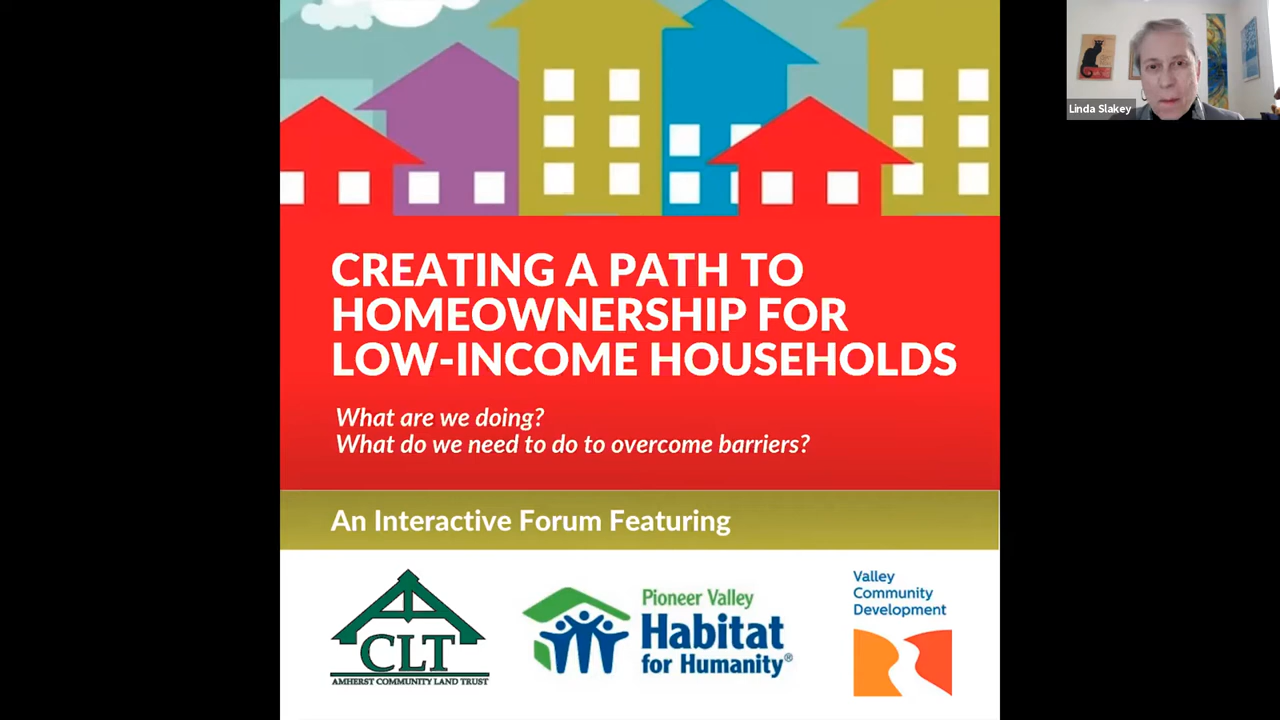 Linda Slakey
CREATING A PATH TO
HOMEOWNERSHIP FOR
LOW-INCOME HOUSEHOLDS
What are we doing?
What do we need to do to overcome barriers?
An Interactive Forum Featuring
CLT
AMHERST COMMUNITY LAND TRUST
Pioneer Valley
Habitat
for Humanity®
Valley
Community
Development